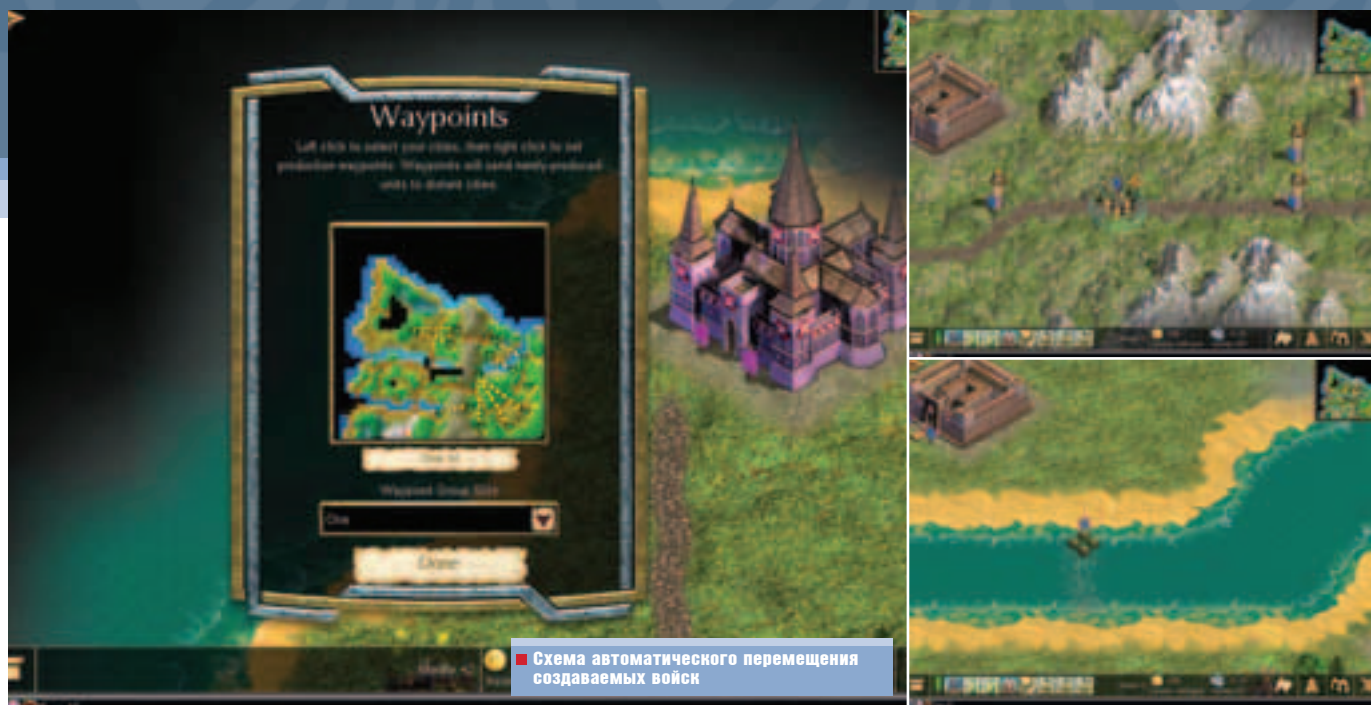 Waypoints
Left click to select your cities, then right click to set
production waypoints. Waypoints will send newly-produced
units to distant cities.
Waypoint Group Size
One
Done
Схема автоматического перемещения
создаваемых войск